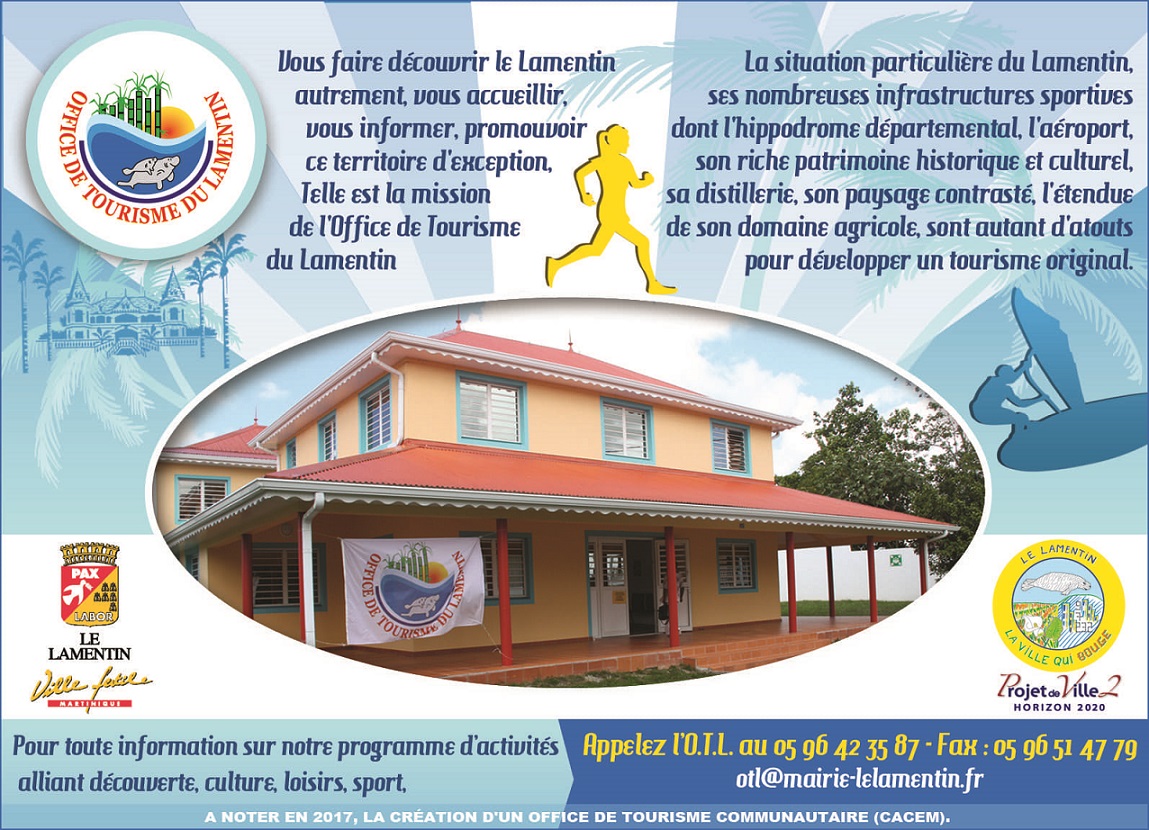 OFFICE DE TOURISME DU LAMENTIN
Vous faire découvrir le Lamentin
autrement, vous accueillir,
vous informer, promouvoir
ce territoire d'exception,
Telle est la mission
de l'Office de Tourisme
du Lamentin
La situation particulière du Lamentin,
ses nombreuses infrastructures sportives
dont l'hippodrome départemental, l'aéroport,
son riche patrimoine historique et culturel,
sa distillerie, son paysage contrasté, l'étendue
de son domaine agricole, sont autant d'atouts
pour développer un tourisme original.
OFFICE DE TOURISME DU LAMENTIN
PAX
LABOR
LE
LAMENTIN
MARTINIQUE
LE LAMENTIN
LA VILLE QUI BOUGE
Projet de Ville 2
HORIZON 2020
Pour toute information sur notre programme d'activités
alliant découverte, culture, loisirs, sport,
Appelez l'O.T.L. au 05 96 42 35 87 - Fax : 05 96 51 47 79
otl@mairie-lelamentin.fr
A NOTER EN 2017, LA CRÉATION D'UN OFFICE DE TOURISME COMMUNAUTAIRE (CACEM).